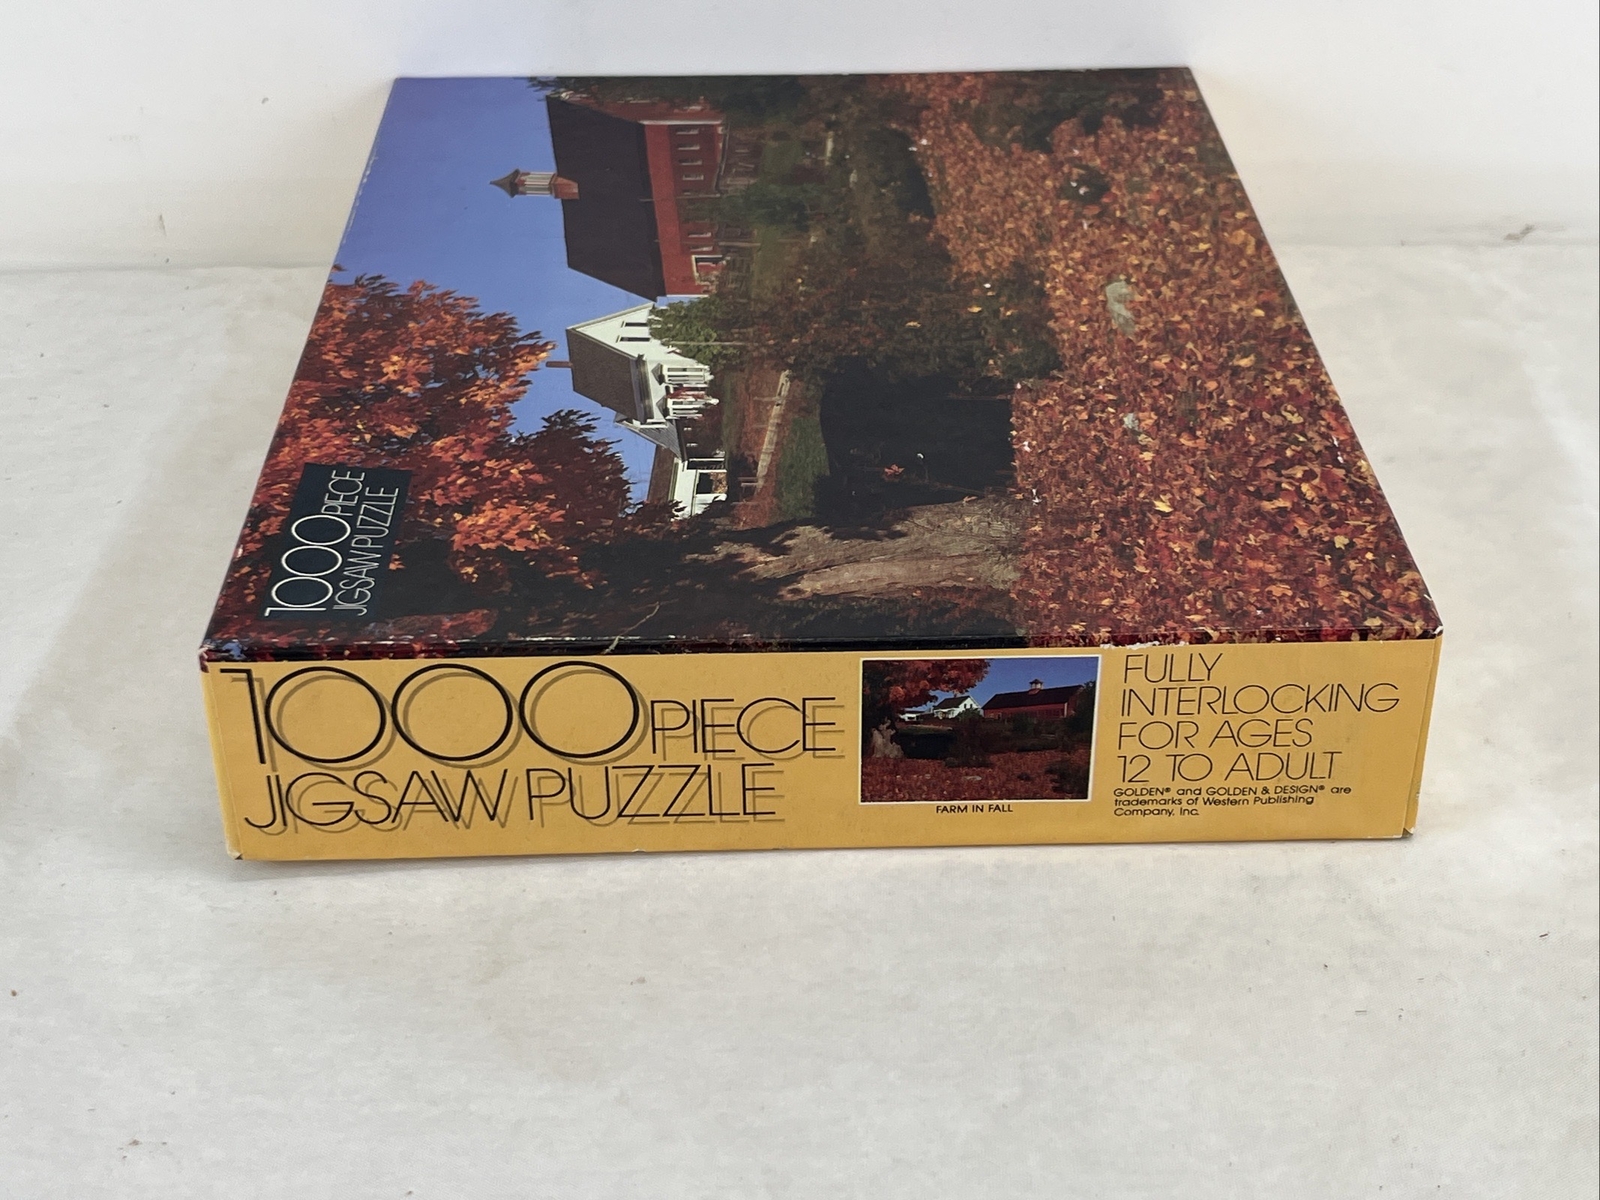 1000 PIECE
JIGSAW PUZZLE
1000 PIECE
JIGSAW PUZZLE
FARM IN FALL
FULLY
INTERLOCKING
FOR AGES
12 TO ADULT
GOLDEN® and GOLDEN & DESIGN® are
trademarks of Western Publishing
Company, Inc.